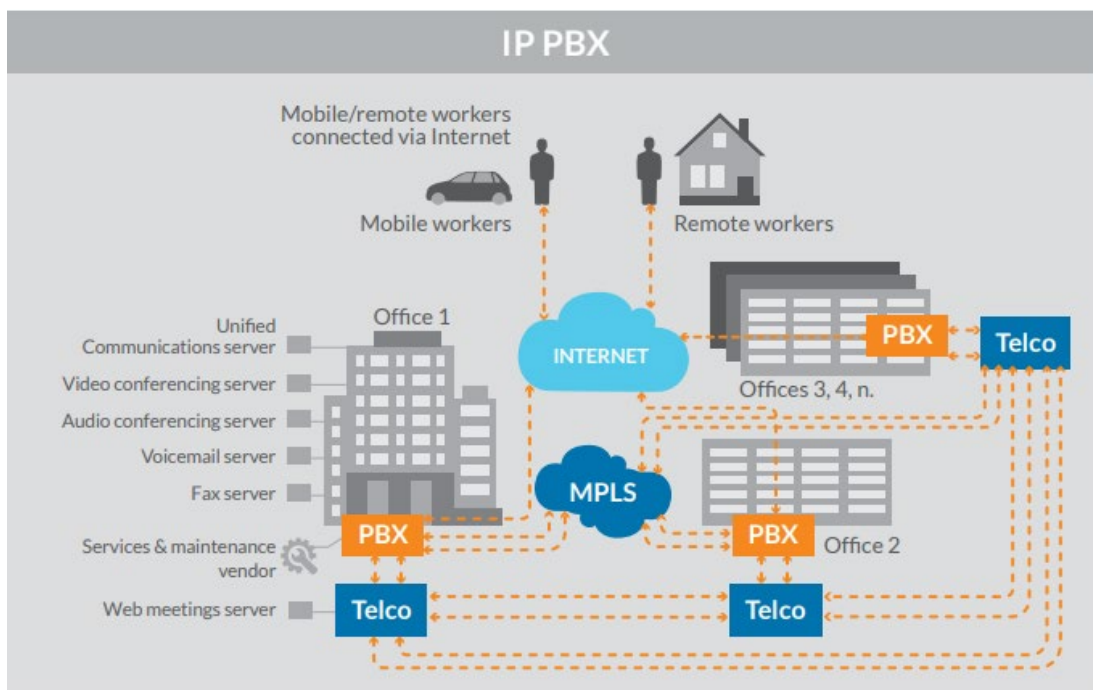 IP PBX
Mobile/remote workers
connected via Internet
Mobile workers
Remote workers
Office 1
Unified
Communications server
Video conferencing server
Audio conferencing server
Voicemail server
Fax server
Services & maintenance
vendor
Web meetings server
INTERNET
PBX
Telco
Offices 3, 4, n.
MPLS
PBX
PBX
Office 2
Telco
Telco